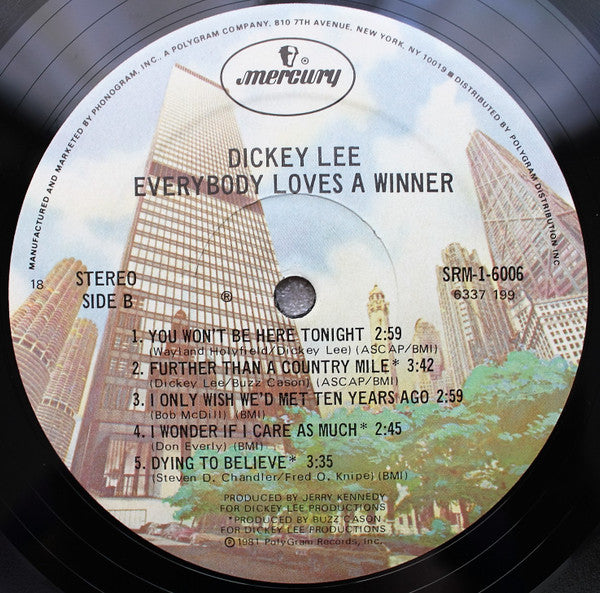 MANUFACTURED AND MARKETED BY PHONOGRAM, INC., A POLYGRAM COMPANY, 810 7TH AVENUE, NEW YORK, NY 10019 ■ DISTRIBUTED BY POLYGRAM DISTRIBUTION INC
mercury®
DICKEY LEE
EVERYBODY LOVES A WINNER
18 STEREO SRM-1-6006
SIDE B ℗ 6337 199
1. YOU WON'T BE HERE TONIGHT 2:59
(Wayland Holyfield/Dickey Lee) (ASCAP/BMI)
2. FURTHER THAN A COUNTRY MILE* 3:42
(Dickey Lee/Buzz Cason) (ASCAP/BMI)
3. I ONLY WISH WE'D MET TEN YEARS AGO 2:59
(Bob McDill) (BMI)
4. I WONDER IF I CARE AS MUCH* 2:45
(Don Everly) (BMI)
5. DYING TO BELIEVE* 3:35
(Steven D. Chandler/Fred O. Knipe) (BMI)
PRODUCED BY JERRY KENNEDY
FOR DICKEY LEE PRODUCTIONS
*PRODUCED BY BUZZ CASON
FOR DICKEY LEE PRODUCTIONS
℗ 1981 PolyGram Records, Inc.